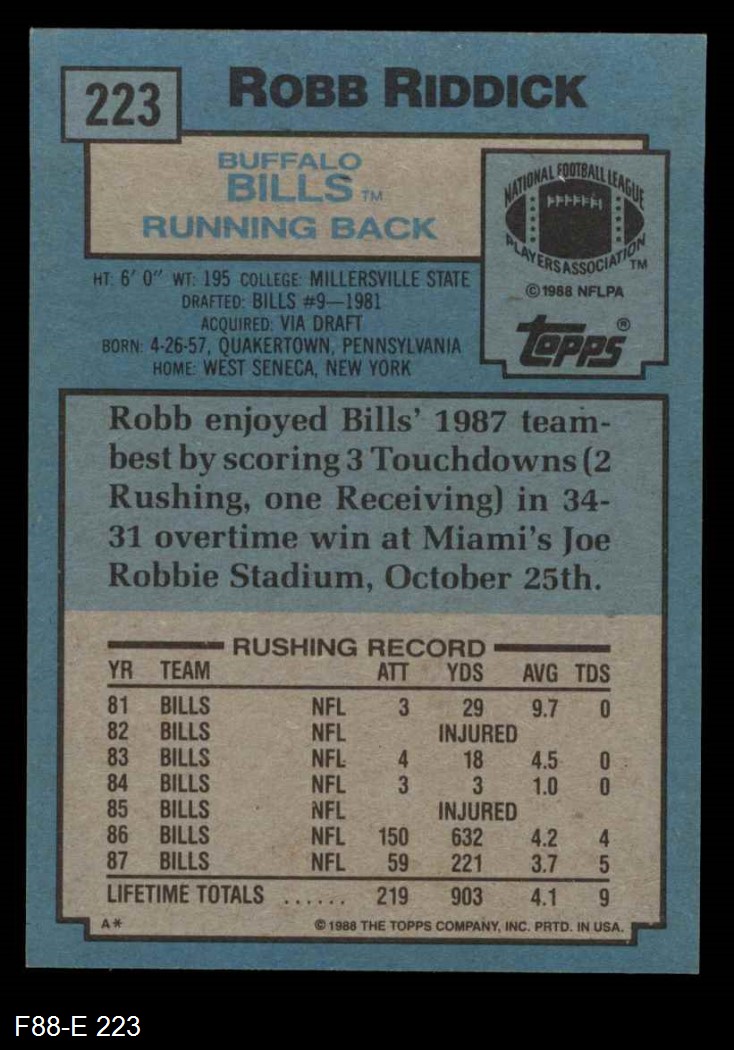 223
ROBB RIDDICK
BUFFALO
BILLS TM
RUNNING BACK
NATIONAL FOOTBALL LEAGUE
PLAYERS ASSOCIATION TM
©1988 NFLPA
topps®
HT: 6' 0" WT: 195 COLLEGE: MILLERSVILLE STATE
DRAFTED: BILLS #9—1981
ACQUIRED: VIA DRAFT
BORN: 4-26-57, QUAKERTOWN, PENNSYLVANIA
HOME: WEST SENECA, NEW YORK
Robb enjoyed Bills' 1987 team-
best by scoring 3 Touchdowns (2
Rushing, one Receiving) in 34-
31 overtime win at Miami's Joe
Robbie Stadium, October 25th.
RUSHING RECORD
YR TEAM ATT YDS AVG TDS
81 BILLS NFL 3 29 9.7 0
82 BILLS NFL INJURED
83 BILLS NFL 4 18 4.5 0
84 BILLS NFL 3 3 1.0 0
85 BILLS NFL INJURED
86 BILLS NFL 150 632 4.2 4
87 BILLS NFL 59 221 3.7 5
LIFETIME TOTALS ...... 219 903 4.1 9
A* ©1988 THE TOPPS COMPANY, INC. PRTD. IN USA.
F88-E 223